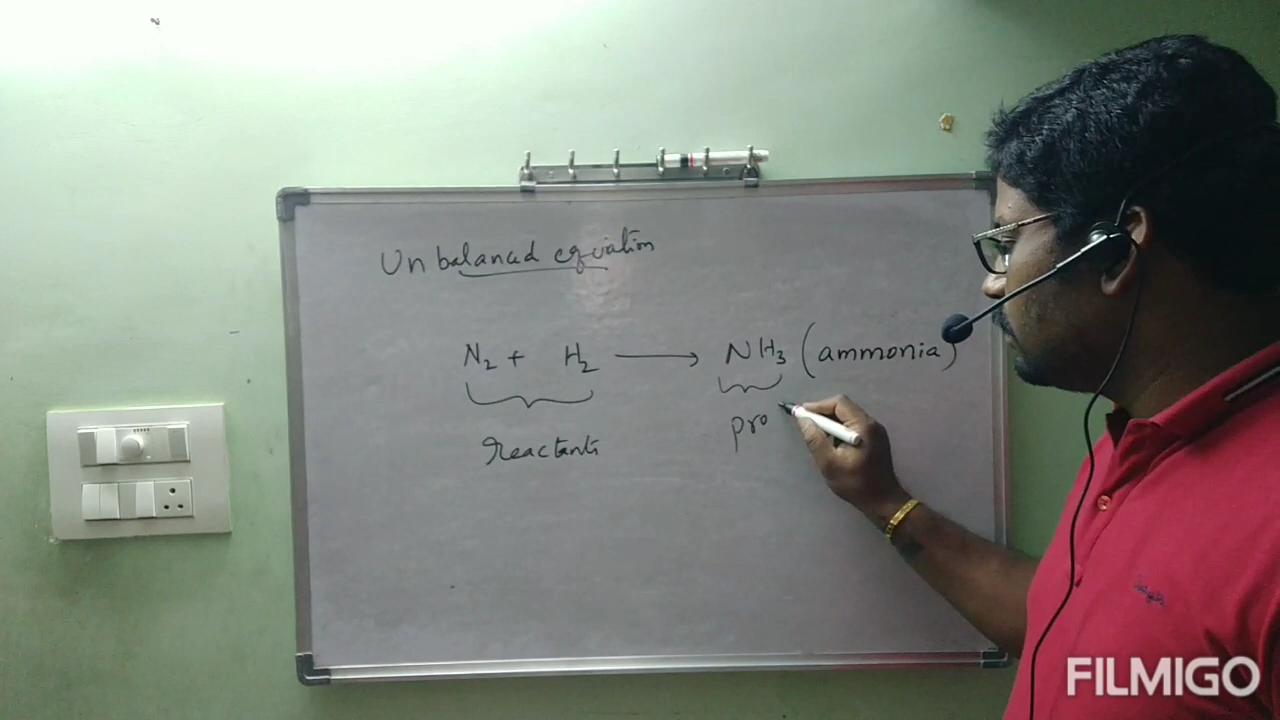 Un balanced equation
N₂ + H₂ ⟶ NH₃ (ammonia)
reactants pro
FILMIGO